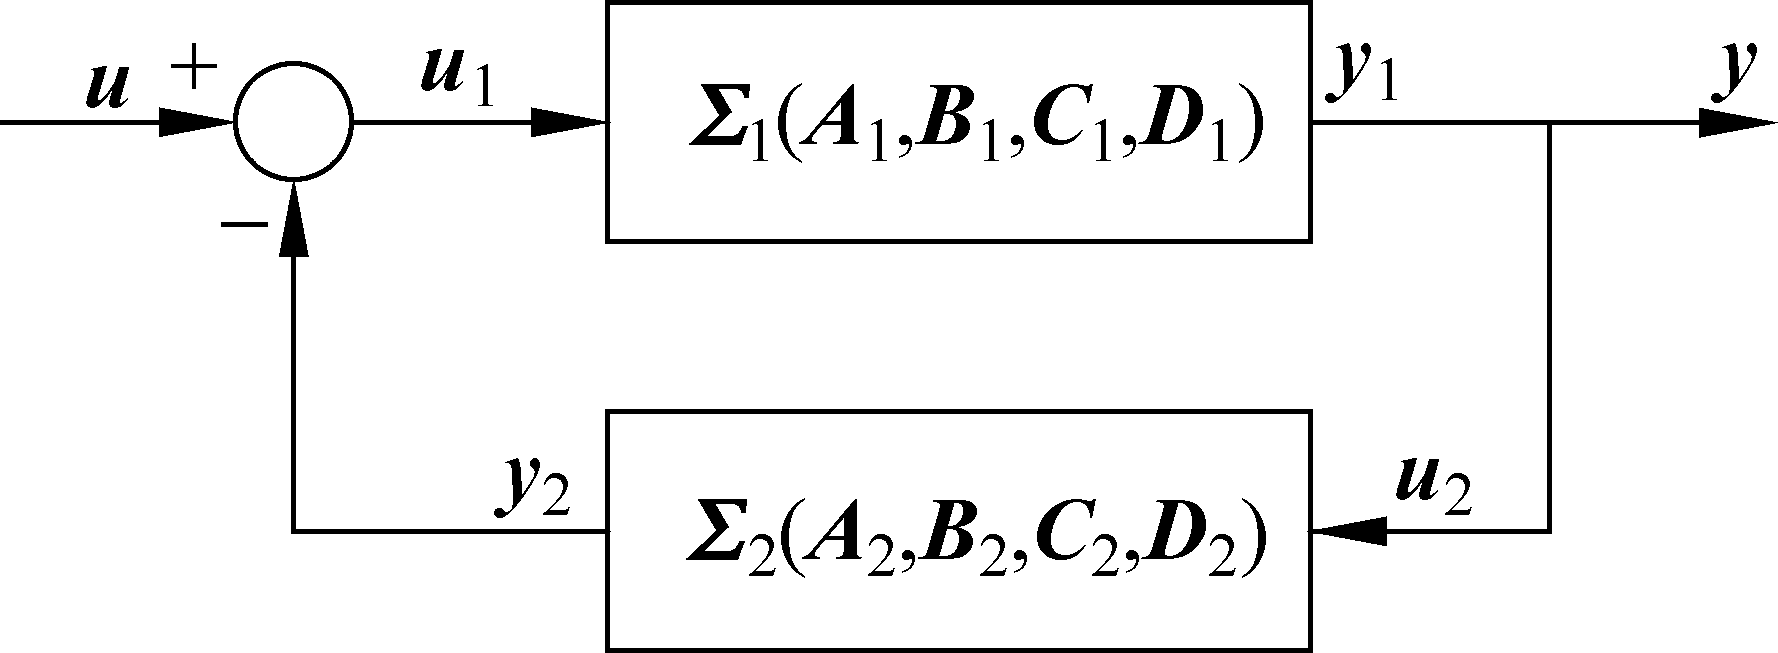 u + u₁ Σ₁(A₁,B₁,C₁,D₁) y₁ y
−
y₂ Σ₂(A₂,B₂,C₂,D₂) u₂